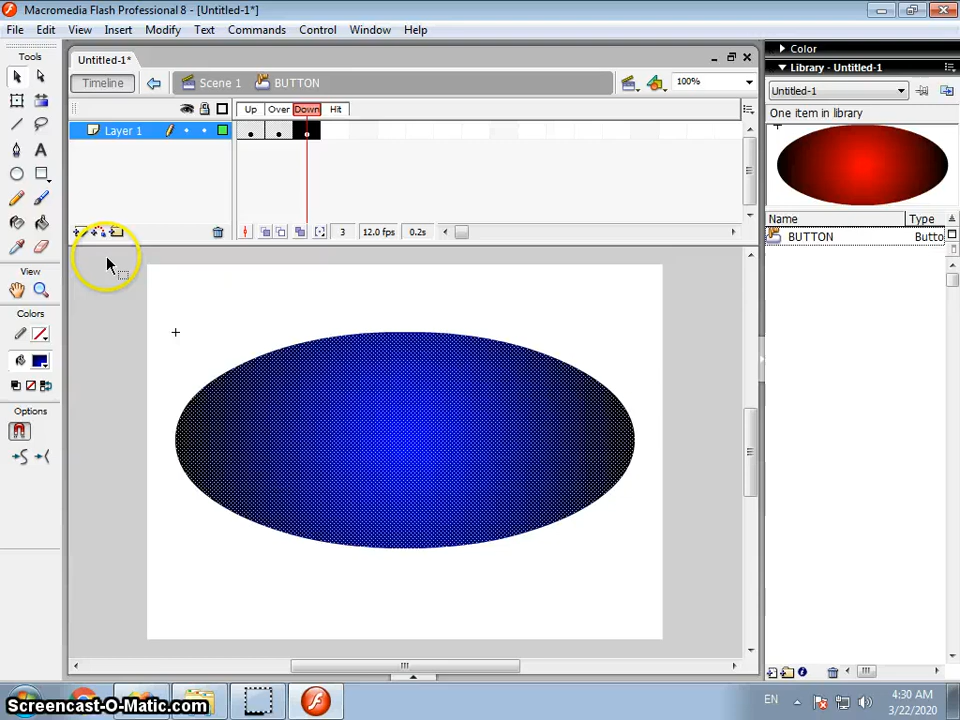 Macromedia Flash Professional 8 - [Untitled-1*]
File Edit View Insert Modify Text Commands Control Window Help
Tools
View
Colors
Options
Untitled-1*
Timeline
Scene 1
BUTTON
100%
Up Over Down Hit
Layer 1
3 12.0 fps 0.2s
Color
Library - Untitled-1
Untitled-1
One item in library
Name Type
BUTTON Butto
EN
4:30 AM
3/22/2020
Screencast-O-Matic.com